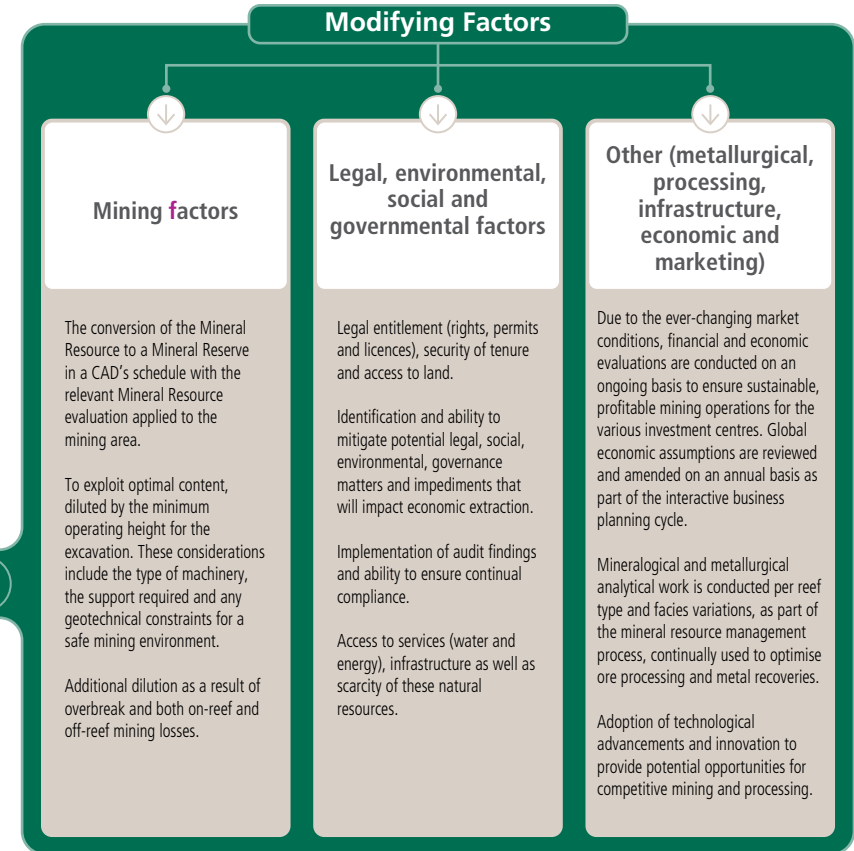 Modifying Factors
Mining factors
The conversion of the Mineral
Resource to a Mineral Reserve
in a CAD's schedule with the
relevant Mineral Resource
evaluation applied to the
mining area.
To exploit optimal content,
diluted by the minimum
operating height for the
excavation. These considerations
include the type of machinery,
the support required and any
geotechnical constraints for a
safe mining environment.
Additional dilution as a result of
overbreak and both on-reef and
off-reef mining losses.
Legal, environmental,
social and
governmental factors
Legal entitlement (rights, permits
and licences), security of tenure
and access to land.
Identification and ability to
mitigate potential legal, social,
environmental, governance
matters and impediments that
will impact economic extraction.
Implementation of audit findings
and ability to ensure continual
compliance.
Access to services (water and
energy), infrastructure as well as
scarcity of these natural
resources.
Other (metallurgical,
processing,
infrastructure,
economic and
marketing)
Due to the ever-changing market
conditions, financial and economic
evaluations are conducted on an
ongoing basis to ensure sustainable,
profitable mining operations for the
various investment centres. Global
economic assumptions are reviewed
and amended on an annual basis as
part of the interactive business
planning cycle.
Mineralogical and metallurgical
analytical work is conducted per reef
type and facies variations, as part of
the mineral resource management
process, continually used to optimise
ore processing and metal recoveries.
Adoption of technological
advancements and innovation to
provide potential opportunities for
competitive mining and processing.